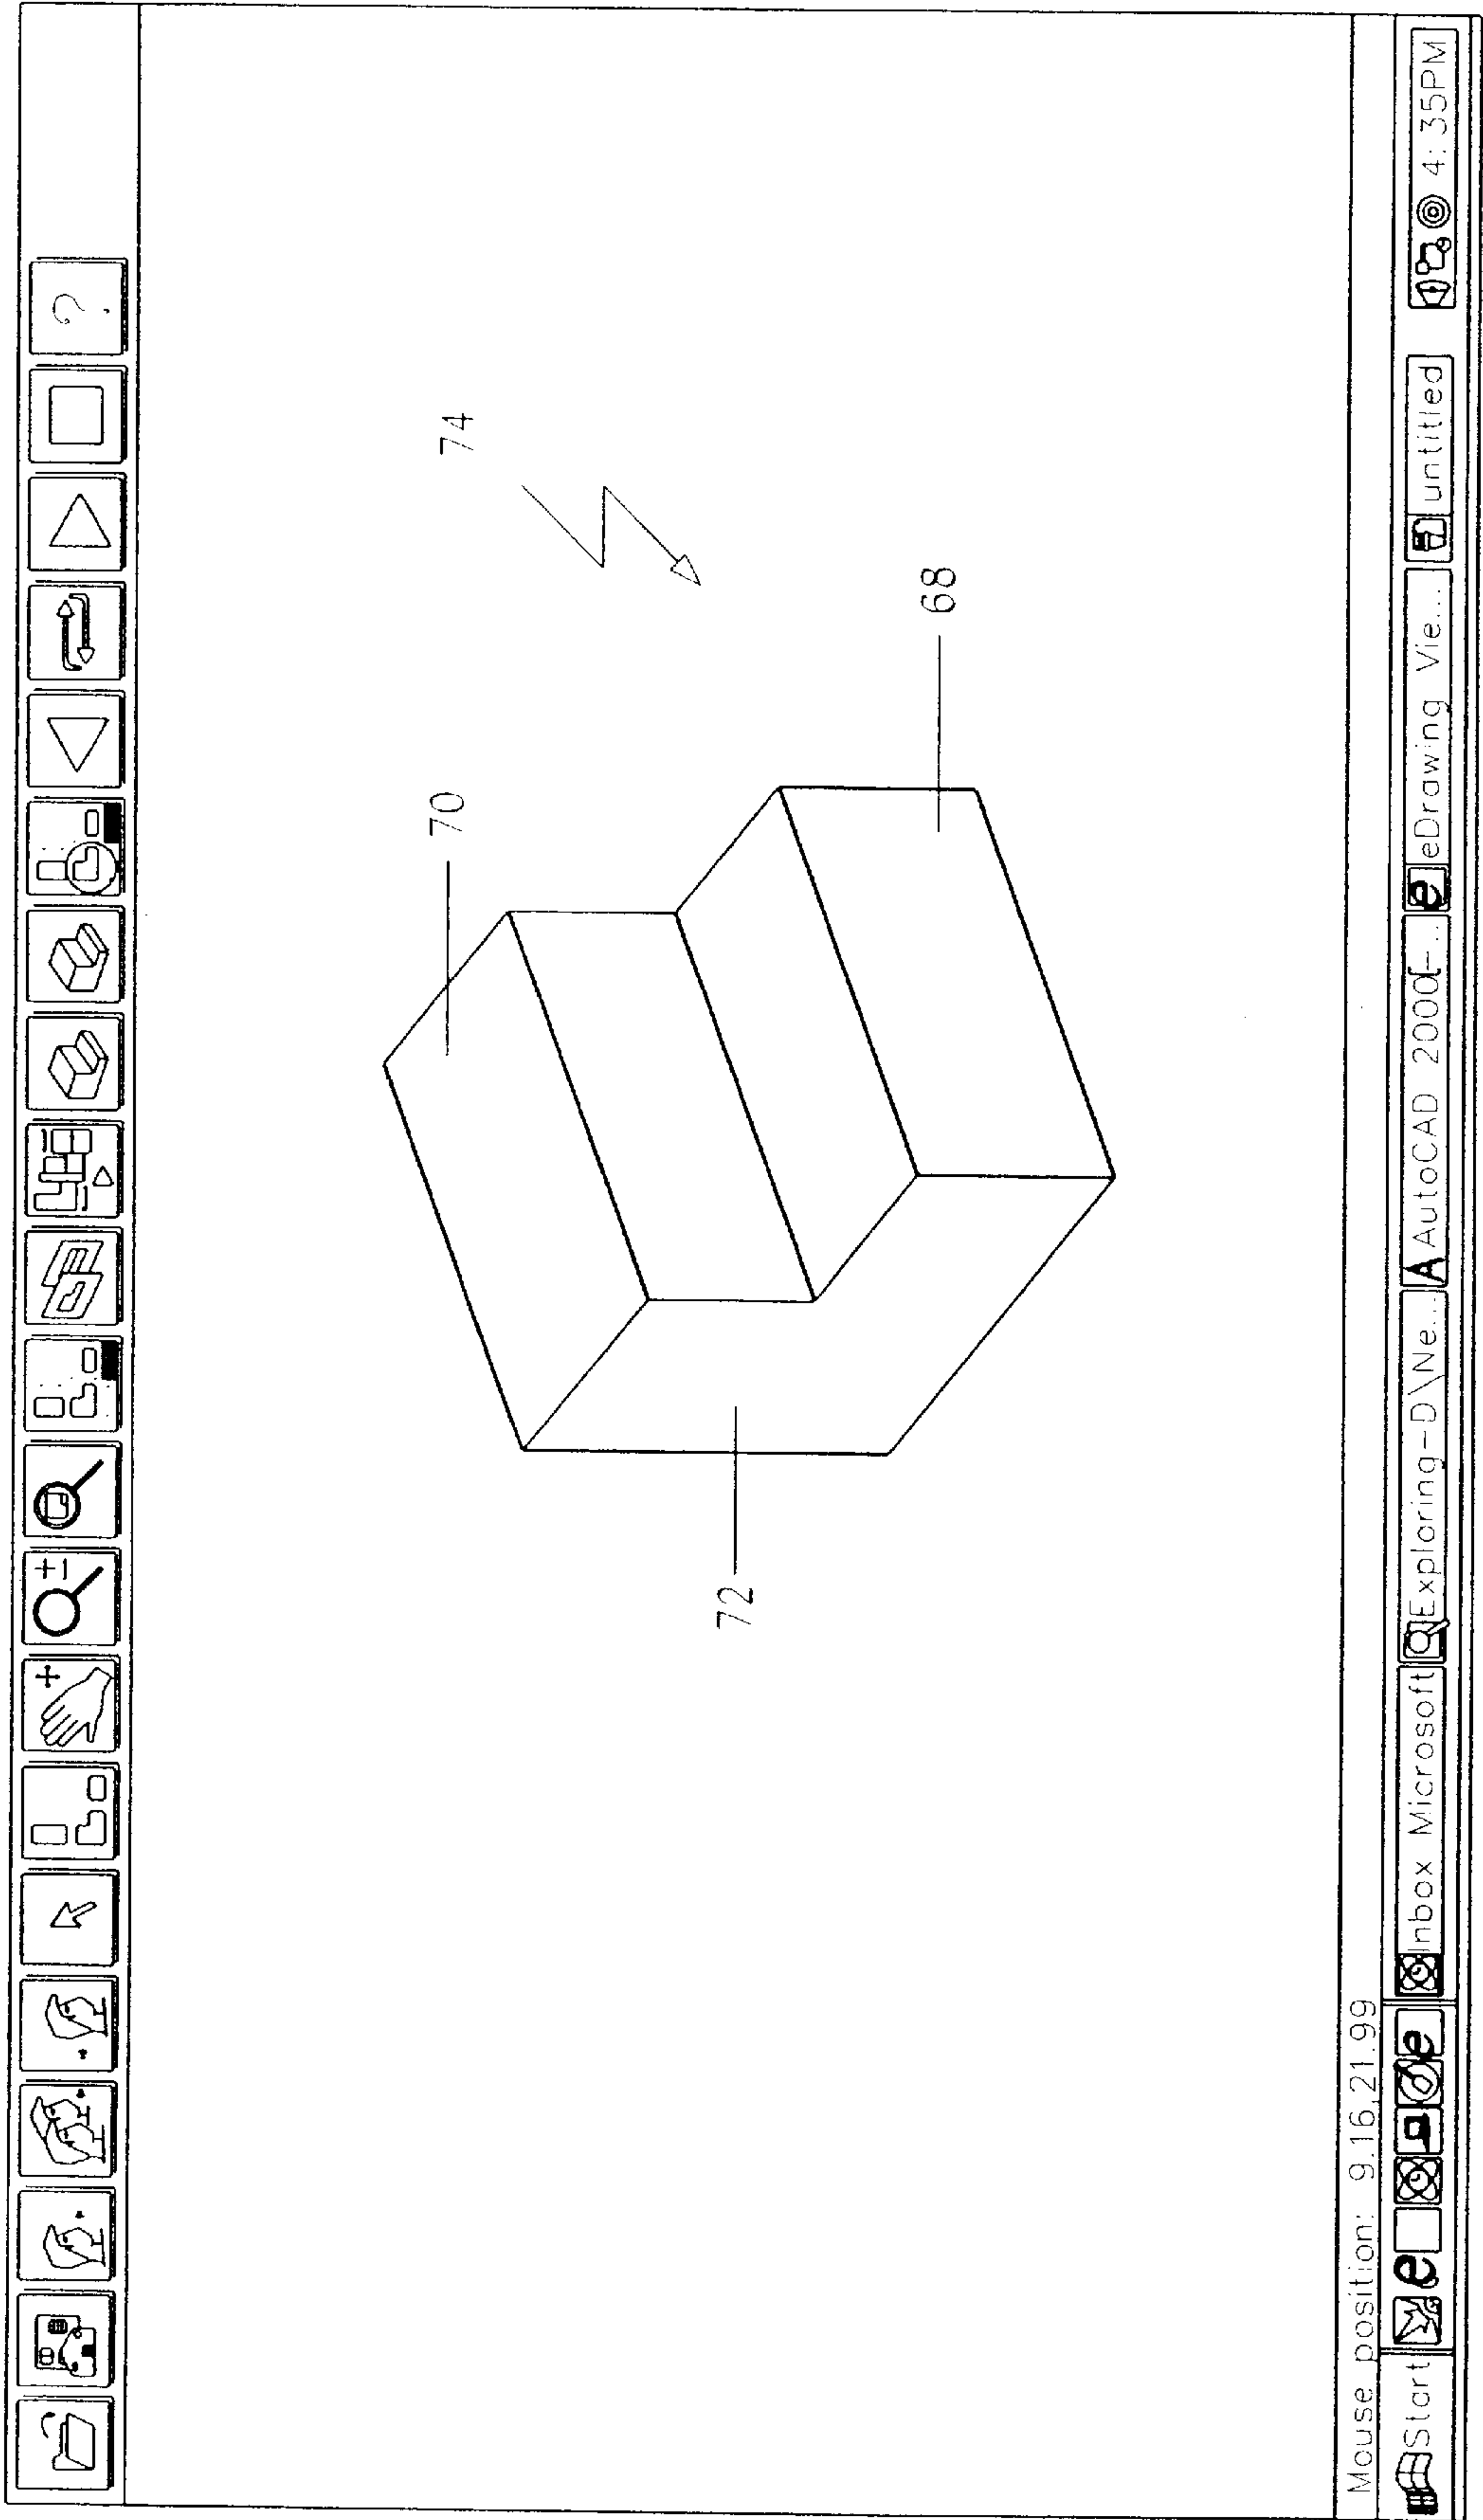 ?
74
70
68
72
Mouse position: 9.16,21.99
Start Inbox Microsoft Exploring-D\Ne... A AutoCAD 2000[-... e eDrawing Vie... untitled 4:35PM